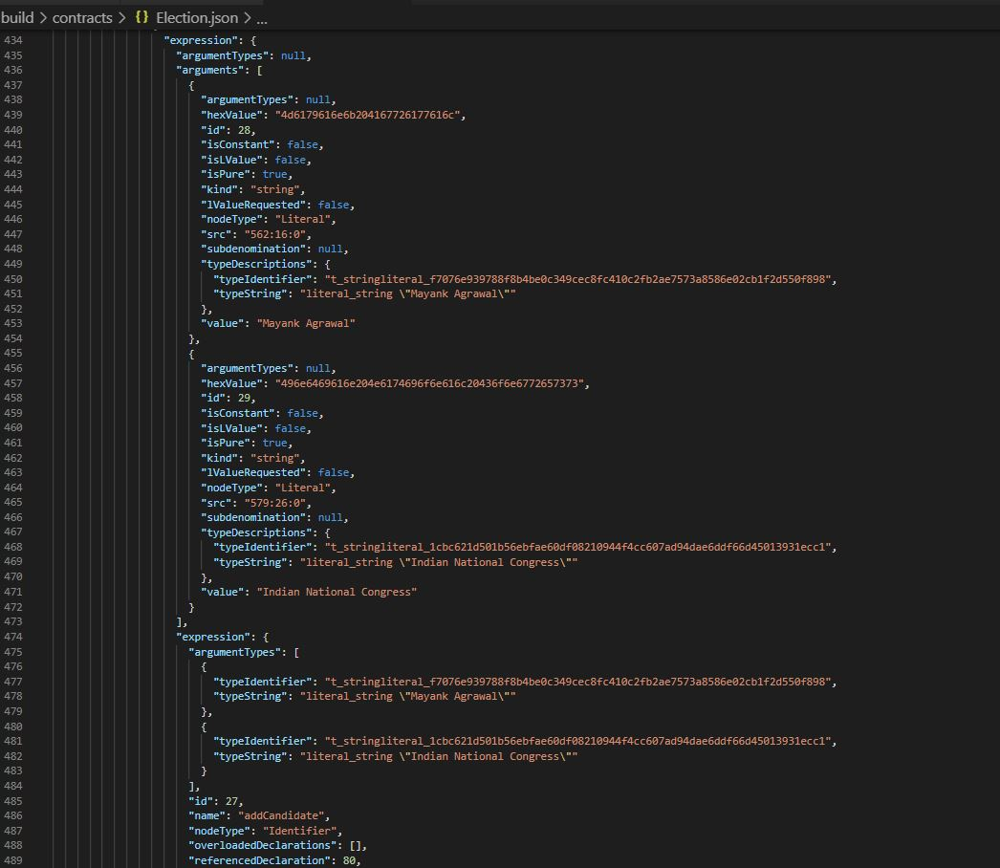 build > contracts > {} Election.json > ...
434 "expression": {
435 "argumentTypes": null,
436 "arguments": [
437 {
438 "argumentTypes": null,
439 "hexValue": "4d6179616e6b204167726177616c",
440 "id": 28,
441 "isConstant": false,
442 "isLValue": false,
443 "isPure": true,
444 "kind": "string",
445 "lValueRequested": false,
446 "nodeType": "Literal",
447 "src": "562:16:0",
448 "subdenomination": null,
449 "typeDescriptions": {
450 "typeIdentifier": "t_stringliteral_f7076e939788f8b4be0c349cec8fc410c2fb2ae7573a8586e02cb1f2d550f898",
451 "typeString": "literal_string \"Mayank Agrawal\""
452 },
453 "value": "Mayank Agrawal"
454 },
455 {
456 "argumentTypes": null,
457 "hexValue": "496e6469616e204e6174696f6e616c20436f6e6772657373",
458 "id": 29,
459 "isConstant": false,
460 "isLValue": false,
461 "isPure": true,
462 "kind": "string",
463 "lValueRequested": false,
464 "nodeType": "Literal",
465 "src": "579:26:0",
466 "subdenomination": null,
467 "typeDescriptions": {
468 "typeIdentifier": "t_stringliteral_1cbc621d501b56ebfae60df08210944f4cc607ad94dae6ddf66d45013931ecc1",
469 "typeString": "literal_string \"Indian National Congress\""
470 },
471 "value": "Indian National Congress"
472 }
473 ],
474 "expression": {
475 "argumentTypes": [
476 {
477 "typeIdentifier": "t_stringliteral_f7076e939788f8b4be0c349cec8fc410c2fb2ae7573a8586e02cb1f2d550f898",
478 "typeString": "literal_string \"Mayank Agrawal\""
479 },
480 {
481 "typeIdentifier": "t_stringliteral_1cbc621d501b56ebfae60df08210944f4cc607ad94dae6ddf66d45013931ecc1",
482 "typeString": "literal_string \"Indian National Congress\""
483 }
484 ],
485 "id": 27,
486 "name": "addCandidate",
487 "nodeType": "Identifier",
488 "overloadedDeclarations": [],
489 "referencedDeclaration": 80,